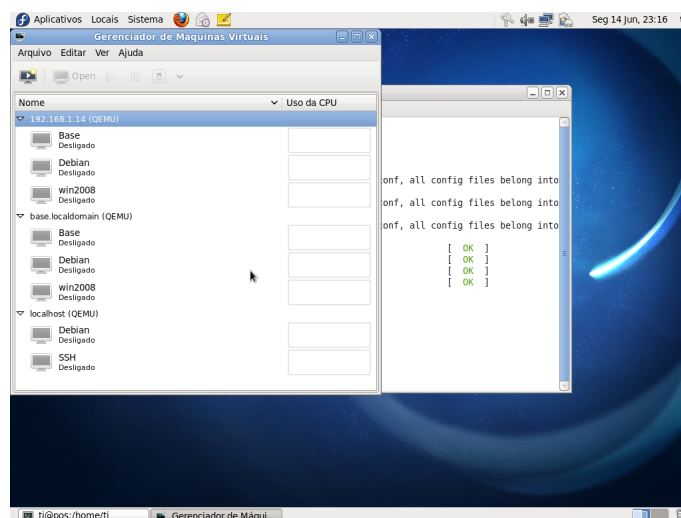 Aplicativos Locais Sistema Seg 14 Jun, 23:16
Gerenciador de Máquinas Virtuais
Arquivo Editar Ver Ajuda
Open
Nome Uso da CPU
192.168.1.14 (QEMU)
Base
Desligado
Debian
Desligado
win2008
Desligado
base.localdomain (QEMU)
Base
Desligado
Debian
Desligado
win2008
Desligado
localhost (QEMU)
Debian
Desligado
SSH
Desligado
conf, all config files belong into
conf, all config files belong into
conf, all config files belong into
[ OK ]
[ OK ]
[ OK ]
[ OK ]
ti@pos:/home/ti Gerenciador de Máqui...